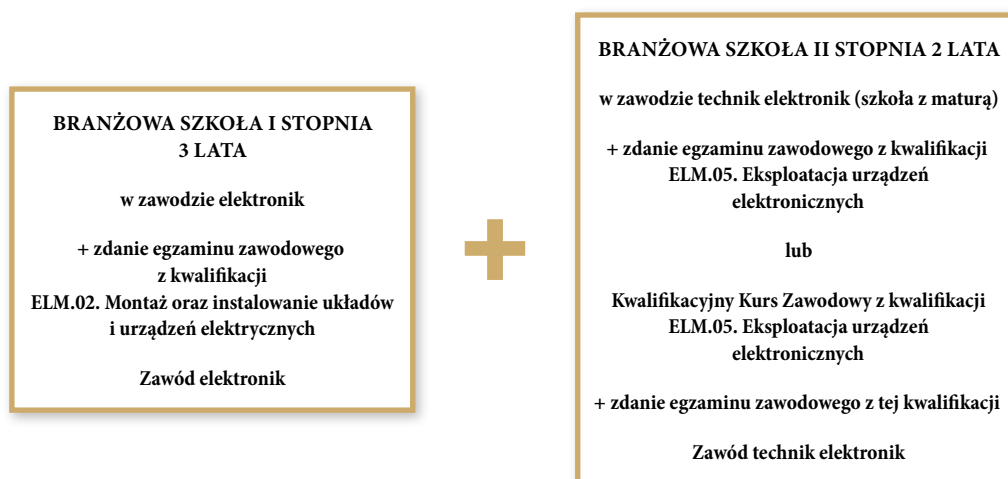 BRANŻOWA SZKOŁA I STOPNIA
3 LATA
w zawodzie elektronik
+ zdanie egzaminu zawodowego
z kwalifikacji
ELM.02. Montaż oraz instalowanie układów
i urządzeń elektrycznych
Zawód elektronik
+
BRANŻOWA SZKOŁA II STOPNIA 2 LATA
w zawodzie technik elektronik (szkoła z maturą)
+ zdanie egzaminu zawodowego z kwalifikacji
ELM.05. Eksploatacja urządzeń
elektronicznych
lub
Kwalifikacyjny Kurs Zawodowy z kwalifikacji
ELM.05. Eksploatacja urządzeń
elektronicznych
+ zdanie egzaminu zawodowego z tej kwalifikacji
Zawód technik elektronik